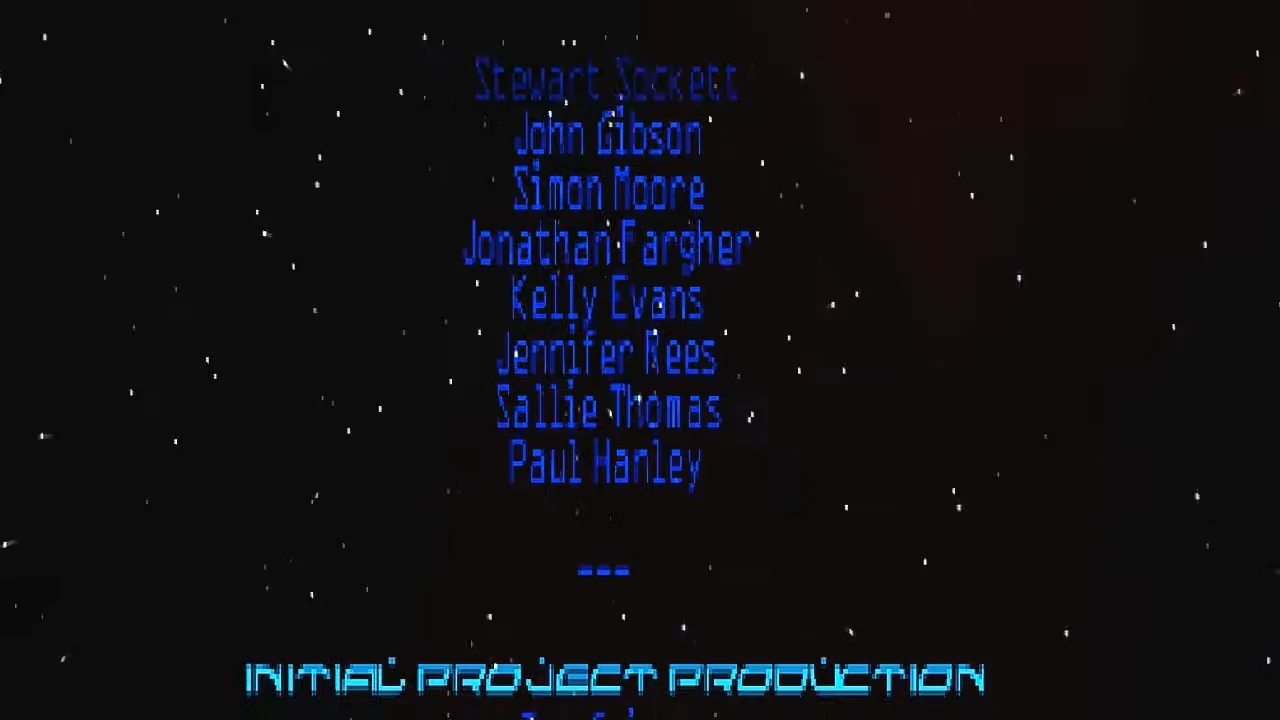 Stewart Sockett
John Gibson
Simon Moore
Jonathan Fargher
Kelly Evans
Jennifer Rees
Sallie Thomas
Paul Hanley
---
INITIAL PROJECT PRODUCTION